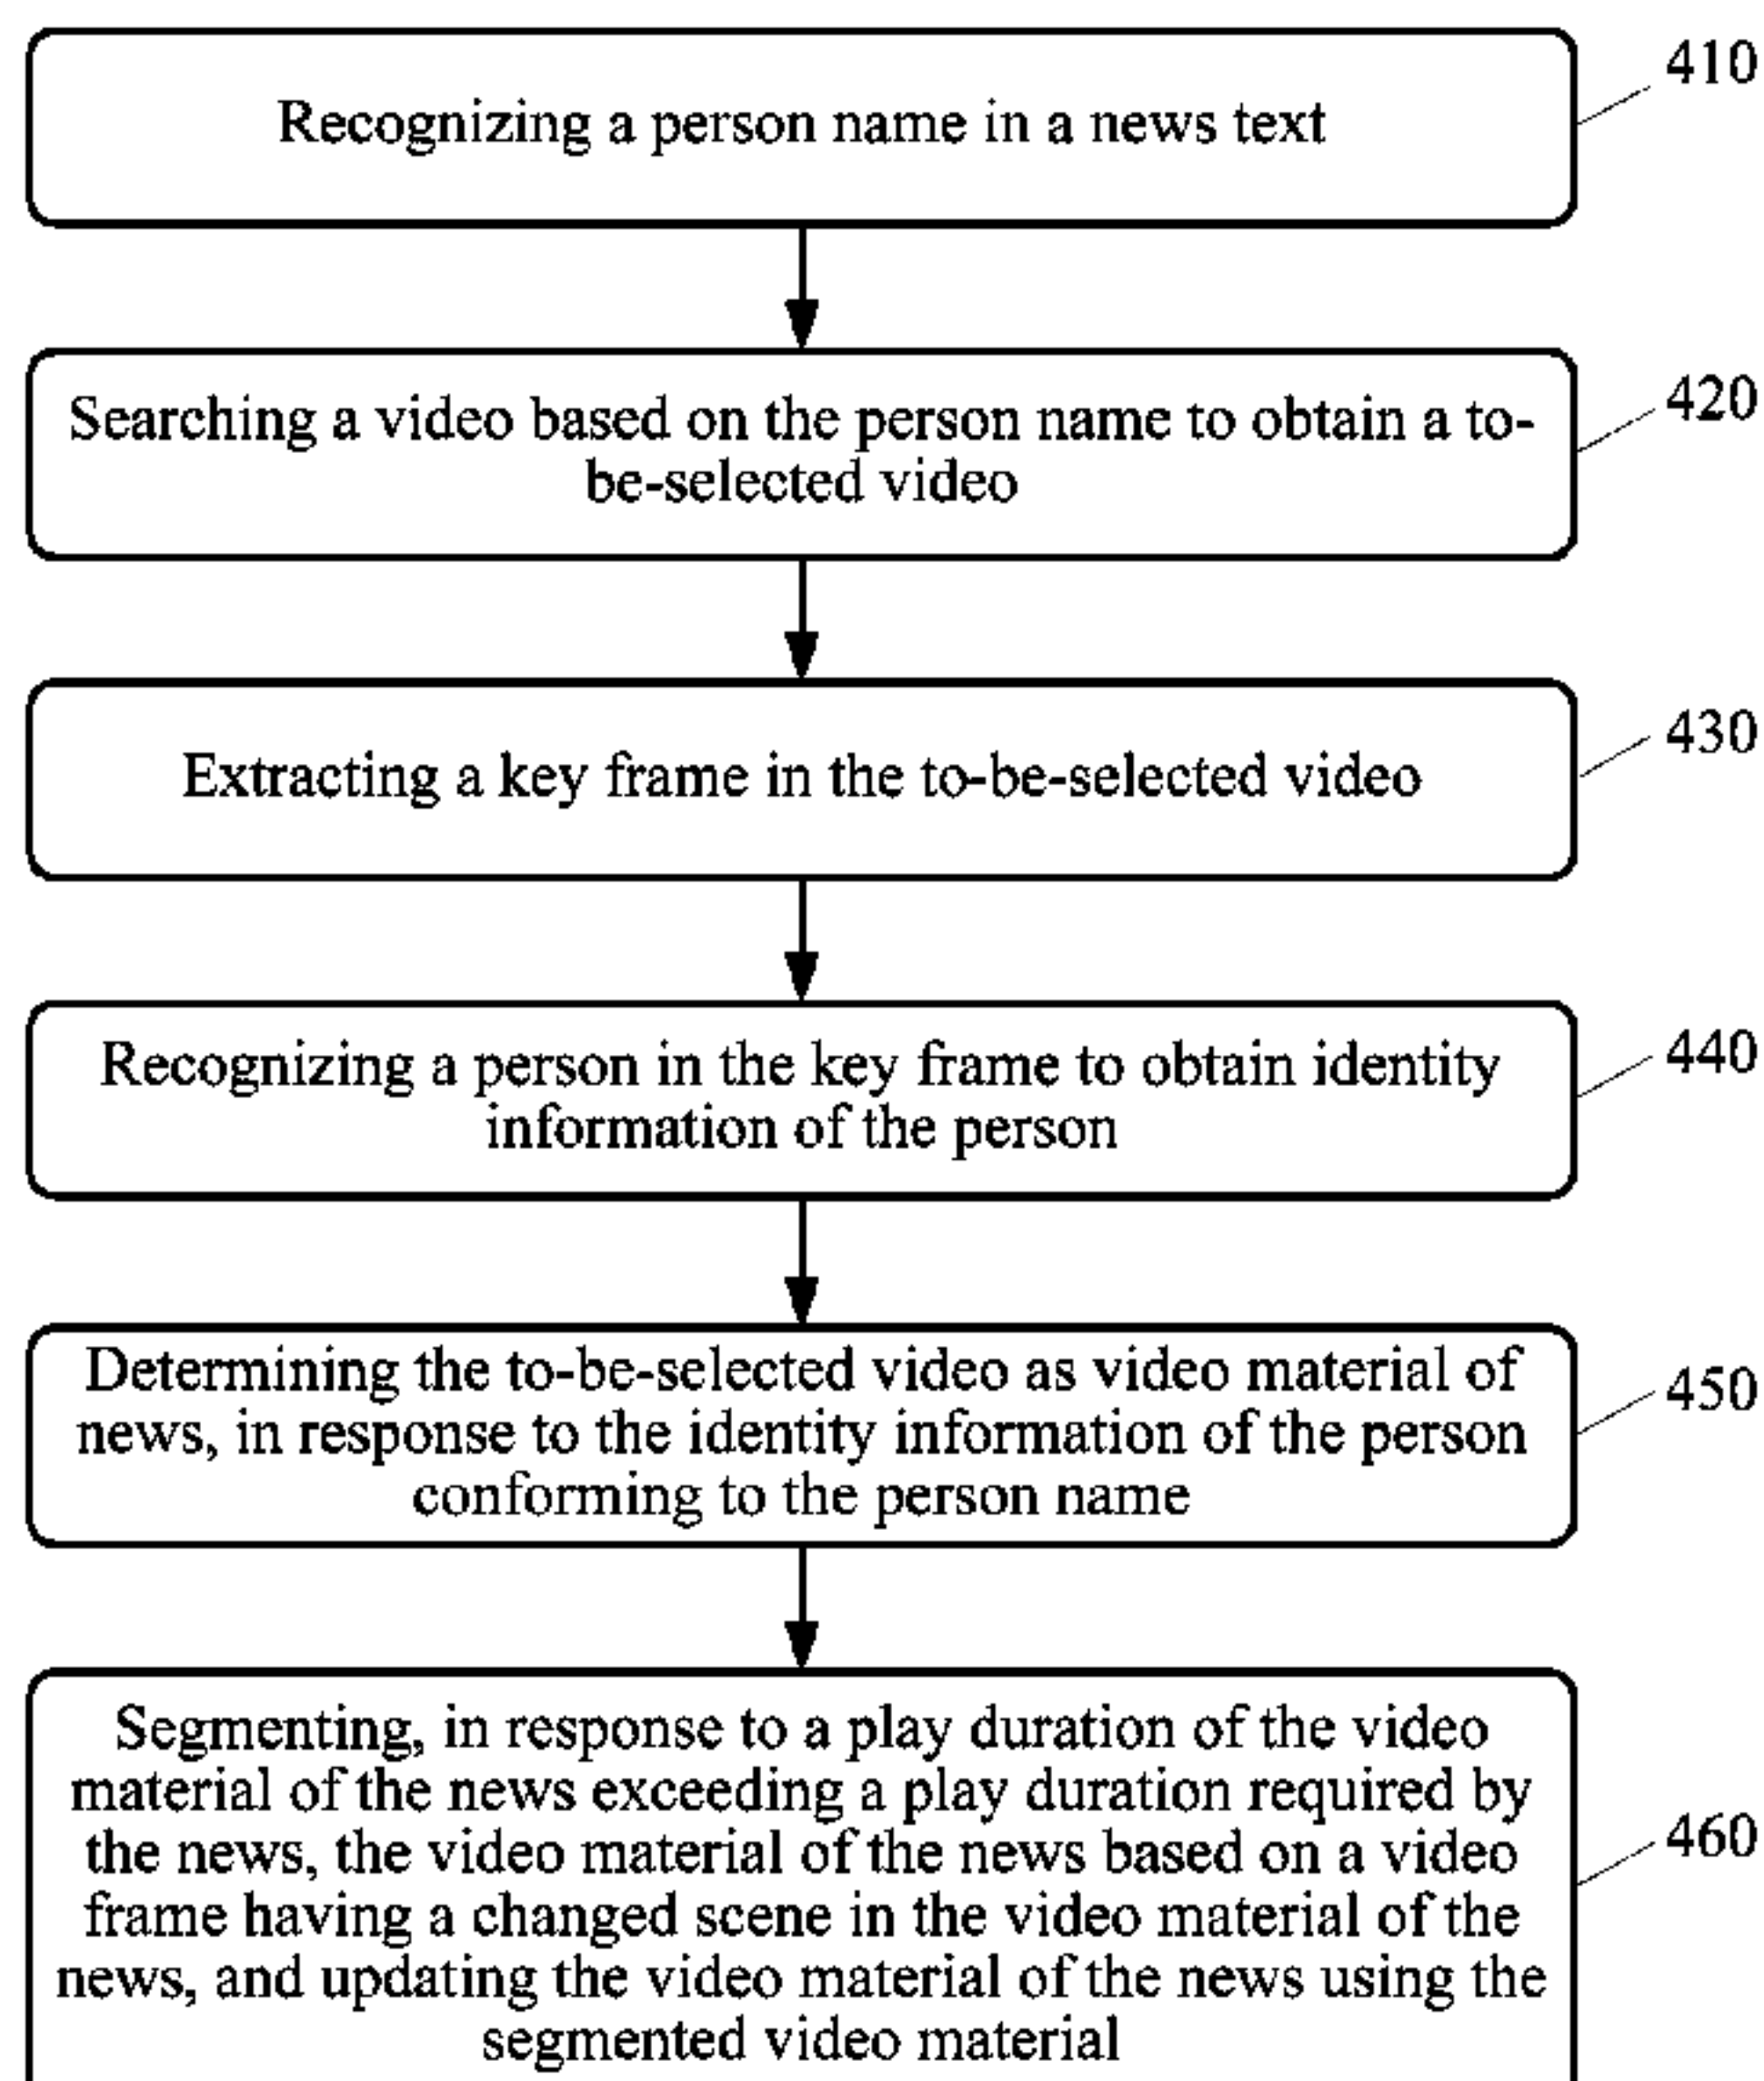 Recognizing a person name in a news text
410
Searching a video based on the person name to obtain a to-
be-selected video
420
Extracting a key frame in the to-be-selected video
430
Recognizing a person in the key frame to obtain identity
information of the person
440
Determining the to-be-selected video as video material of
news, in response to the identity information of the person
conforming to the person name
450
Segmenting, in response to a play duration of the video
material of the news exceeding a play duration required by
the news, the video material of the news based on a video
frame having a changed scene in the video material of the
news, and updating the video material of the news using the
segmented video material
460